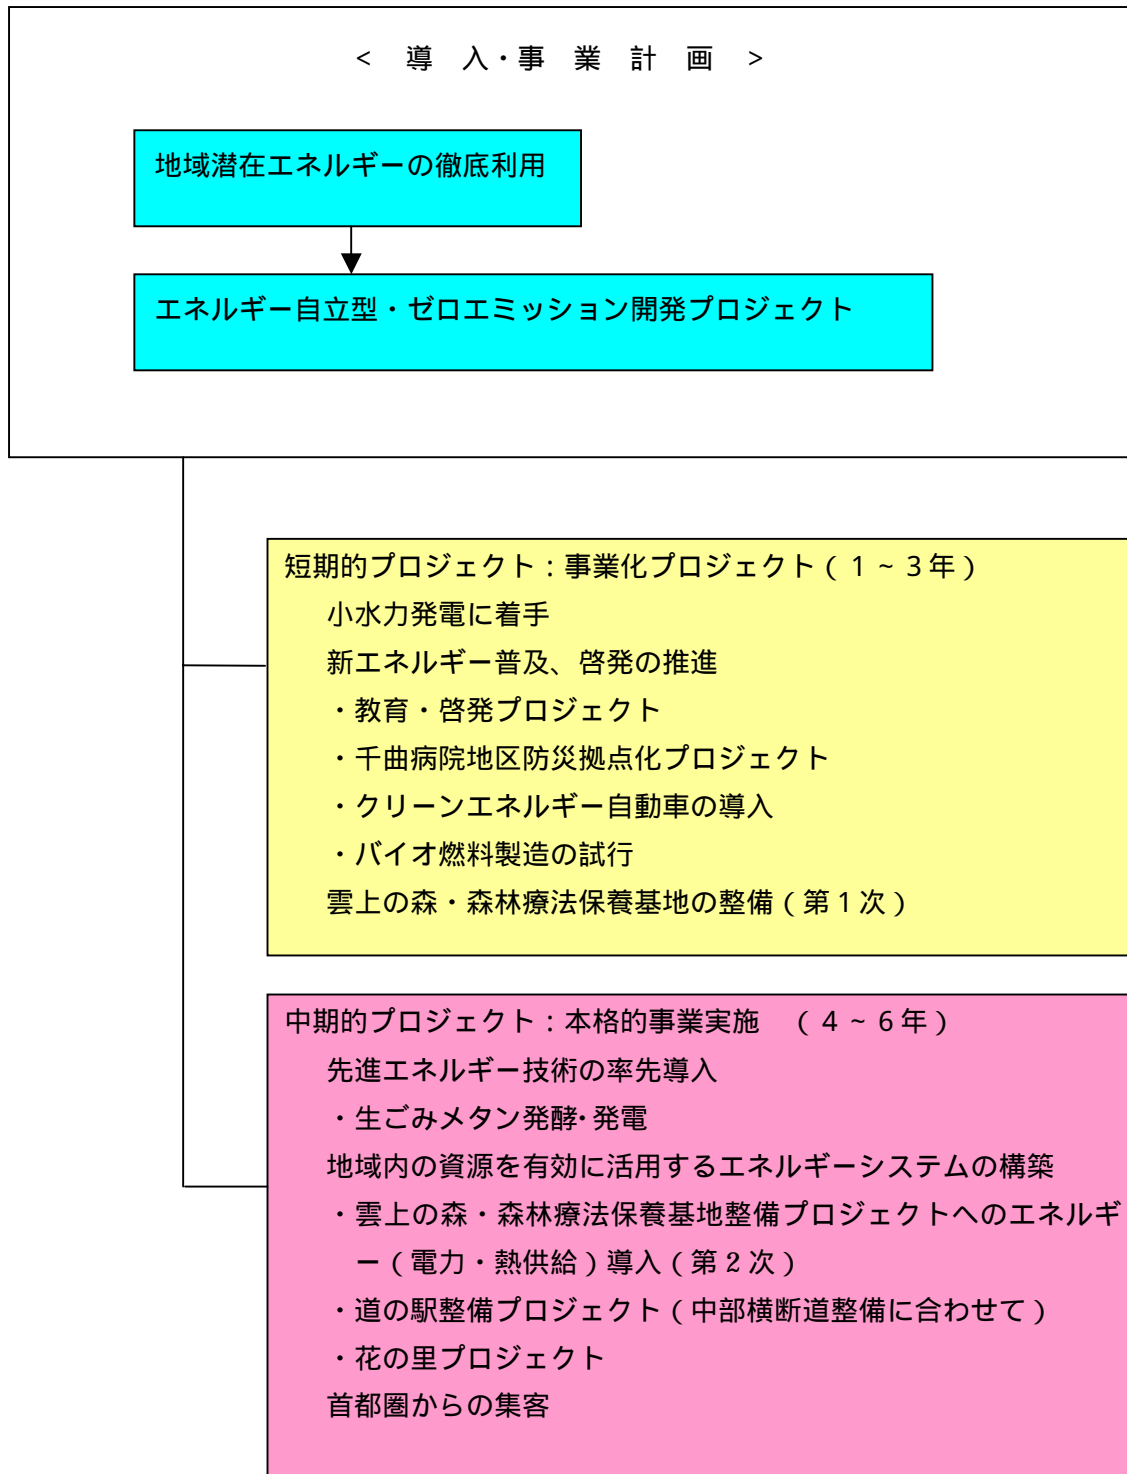 < 導 入・事 業 計 画 >
地域潜在エネルギーの徹底利用
エネルギー自立型・ゼロエミッション開発プロジェクト
短期的プロジェクト：事業化プロジェクト（１～３年）
小水力発電に着手
新エネルギー普及、啓発の推進
・教育・啓発プロジェクト
・千曲病院地区防災拠点化プロジェクト
・クリーンエネルギー自動車の導入
・バイオ燃料製造の試行
雲上の森・森林療法保養基地の整備（第１次）
中期的プロジェクト：本格的事業実施　（４～６年）
先進エネルギー技術の率先導入
・生ごみメタン発酵・発電
地域内の資源を有効に活用するエネルギーシステムの構築
・雲上の森・森林療法保養基地整備プロジェクトへのエネルギ
ー（電力・熱供給）導入（第２次）
・道の駅整備プロジェクト（中部横断道整備に合わせて）
・花の里プロジェクト
首都圏からの集客